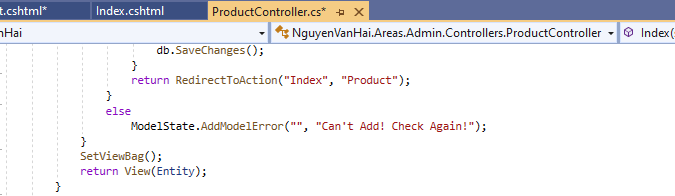 t.cshtml*
Index.cshtml
ProductController.cs*
nHai
NguyenVanHai.Areas.Admin.Controllers.ProductController
Index(
db.SaveChanges();
}
return RedirectToAction("Index", "Product");
}
else
ModelState.AddModelError("", "Can't Add! Check Again!");
}
SetViewBag();
return View(Entity);
}